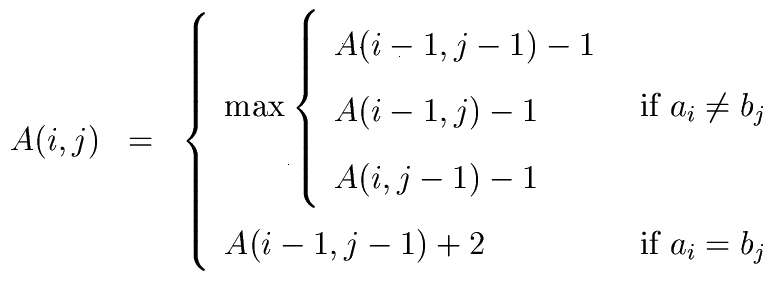 A(i − 1, j − 1) − 1
max A(i − 1, j) − 1 if a_i ≠ b_j
A(i, j) =
A(i, j − 1) − 1
A(i − 1, j − 1) + 2 if a_i = b_j